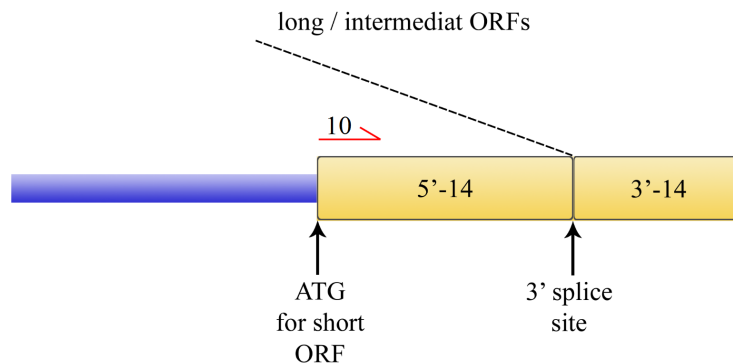 long / intermediat ORFs
10
5’-14
3’-14
ATG
for short
ORF
3’ splice
site